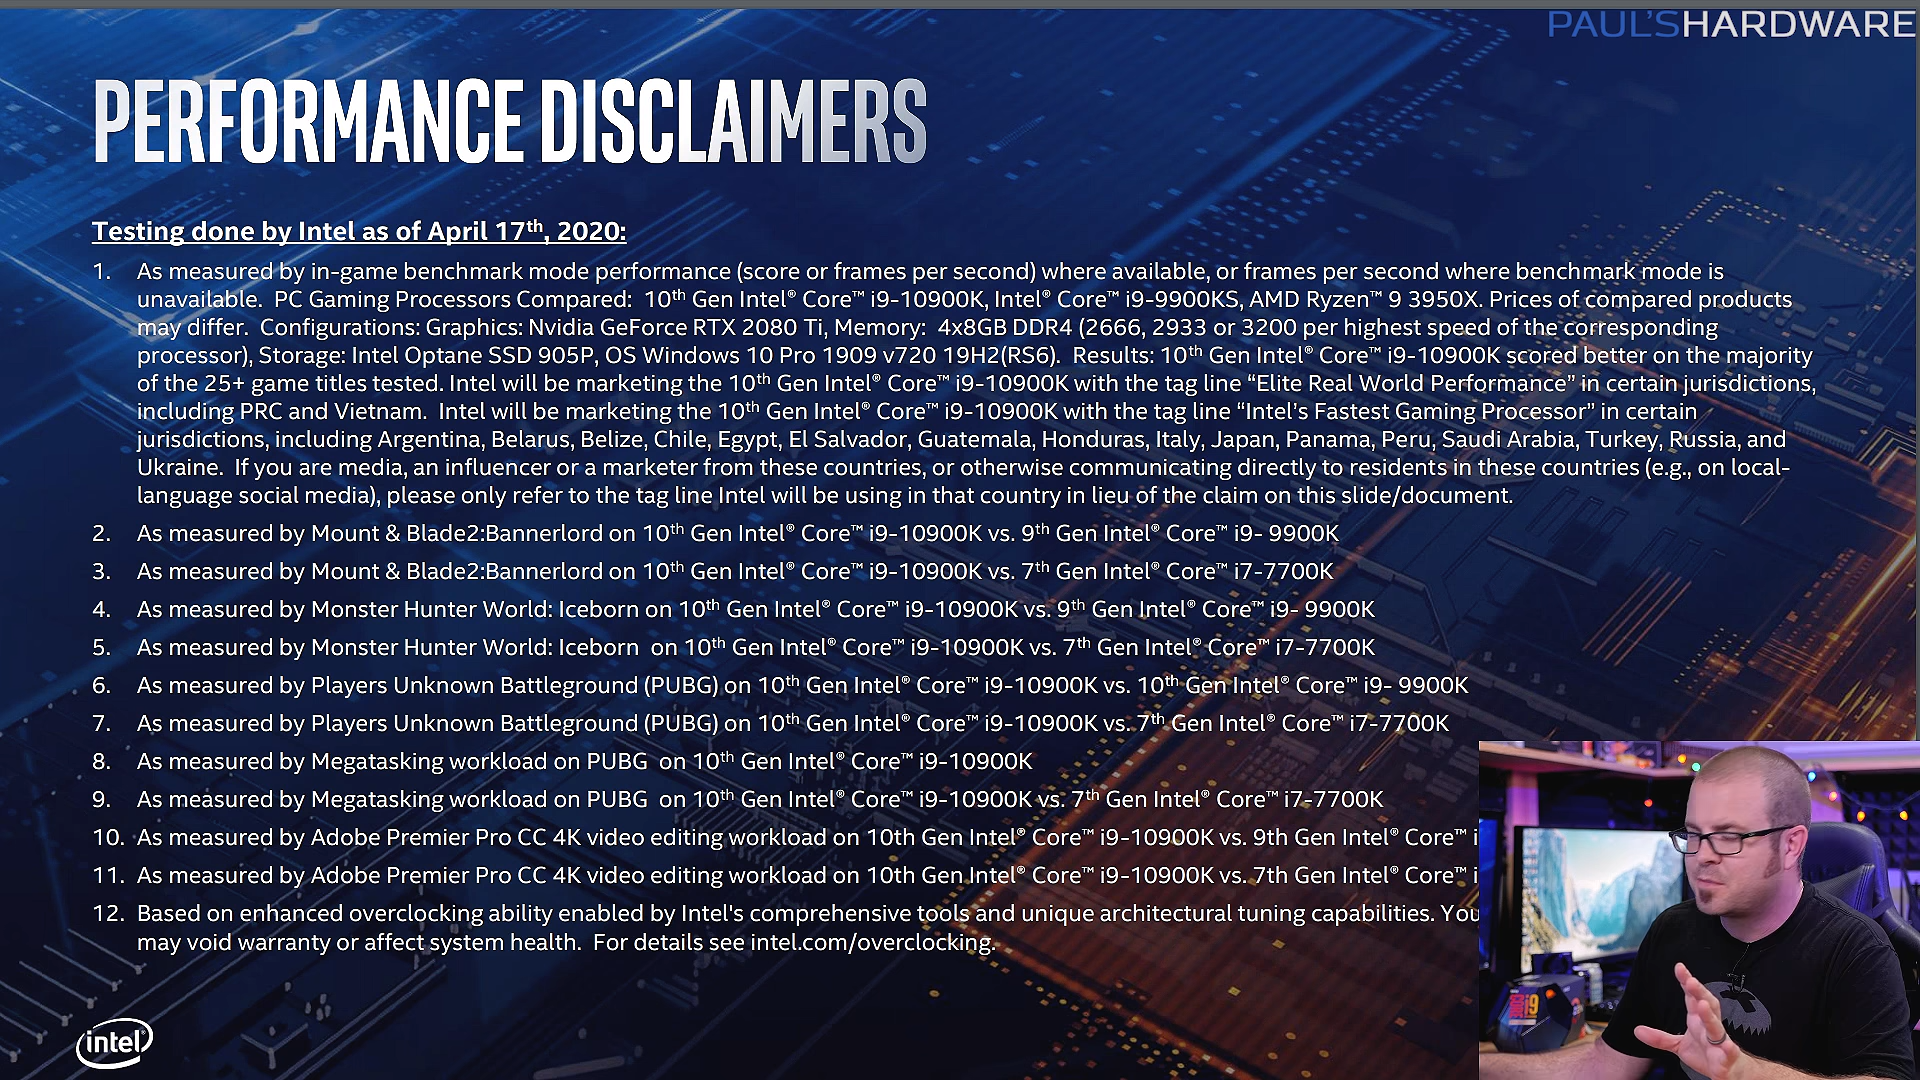 PAUL'SHARDWARE
PERFORMANCE DISCLAIMERS
Testing done by Intel as of April 17th, 2020:
1. As measured by in-game benchmark mode performance (score or frames per second) where available, or frames per second where benchmark mode is
unavailable. PC Gaming Processors Compared: 10th Gen Intel® Core™ i9-10900K, Intel® Core™ i9-9900KS, AMD Ryzen™ 9 3950X. Prices of compared products
may differ. Configurations: Graphics: Nvidia GeForce RTX 2080 Ti, Memory: 4x8GB DDR4 (2666, 2933 or 3200 per highest speed of the corresponding
processor), Storage: Intel Optane SSD 905P, OS Windows 10 Pro 1909 v720 19H2(RS6). Results: 10th Gen Intel® Core™ i9-10900K scored better on the majority
of the 25+ game titles tested. Intel will be marketing the 10th Gen Intel® Core™ i9-10900K with the tag line “Elite Real World Performance” in certain jurisdictions,
including PRC and Vietnam. Intel will be marketing the 10th Gen Intel® Core™ i9-10900K with the tag line “Intel’s Fastest Gaming Processor” in certain
jurisdictions, including Argentina, Belarus, Belize, Chile, Egypt, El Salvador, Guatemala, Honduras, Italy, Japan, Panama, Peru, Saudi Arabia, Turkey, Russia, and
Ukraine. If you are media, an influencer or a marketer from these countries, or otherwise communicating directly to residents in these countries (e.g., on local-
language social media), please only refer to the tag line Intel will be using in that country in lieu of the claim on this slide/document.
2. As measured by Mount & Blade2:Bannerlord on 10th Gen Intel® Core™ i9-10900K vs. 9th Gen Intel® Core™ i9- 9900K
3. As measured by Mount & Blade2:Bannerlord on 10th Gen Intel® Core™ i9-10900K vs. 7th Gen Intel® Core™ i7-7700K
4. As measured by Monster Hunter World: Iceborn on 10th Gen Intel® Core™ i9-10900K vs. 9th Gen Intel® Core™ i9- 9900K
5. As measured by Monster Hunter World: Iceborn on 10th Gen Intel® Core™ i9-10900K vs. 7th Gen Intel® Core™ i7-7700K
6. As measured by Players Unknown Battleground (PUBG) on 10th Gen Intel® Core™ i9-10900K vs. 10th Gen Intel® Core™ i9- 9900K
7. As measured by Players Unknown Battleground (PUBG) on 10th Gen Intel® Core™ i9-10900K vs. 7th Gen Intel® Core™ i7-7700K
8. As measured by Megatasking workload on PUBG on 10th Gen Intel® Core™ i9-10900K
9. As measured by Megatasking workload on PUBG on 10th Gen Intel® Core™ i9-10900K vs. 7th Gen Intel® Core™ i7-7700K
10. As measured by Adobe Premier Pro CC 4K video editing workload on 10th Gen Intel® Core™ i9-10900K vs. 9th Gen Intel® Core™ i
11. As measured by Adobe Premier Pro CC 4K video editing workload on 10th Gen Intel® Core™ i9-10900K vs. 7th Gen Intel® Core™ i
12. Based on enhanced overclocking ability enabled by Intel's comprehensive tools and unique architectural tuning capabilities. You
may void warranty or affect system health. For details see intel.com/overclocking.
i9
intel®